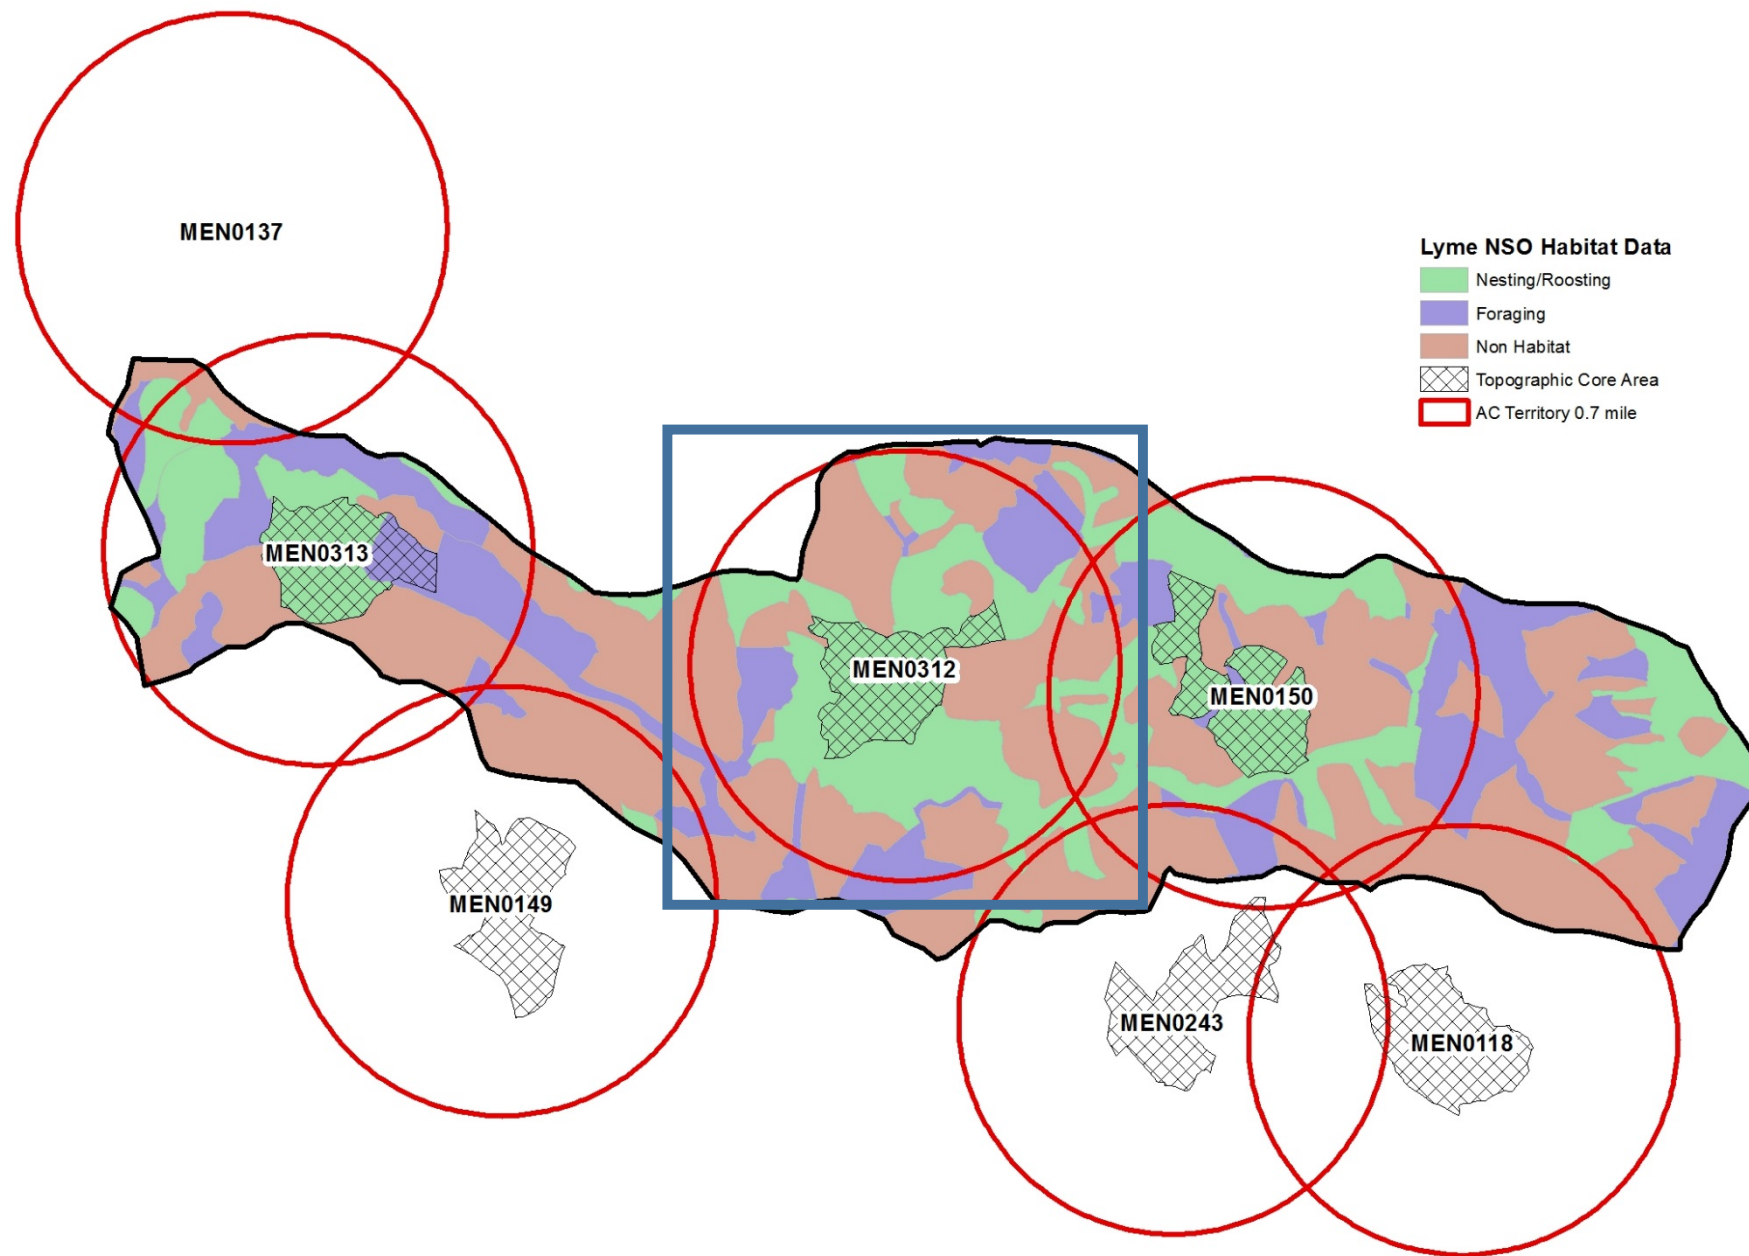 MEN0137
Lyme NSO Habitat Data
Nesting/Roosting
Foraging
Non Habitat
Topographic Core Area
AC Territory 0.7 mile
MEN0313
MEN0312
MEN0150
MEN0149
MEN0243
MEN0118